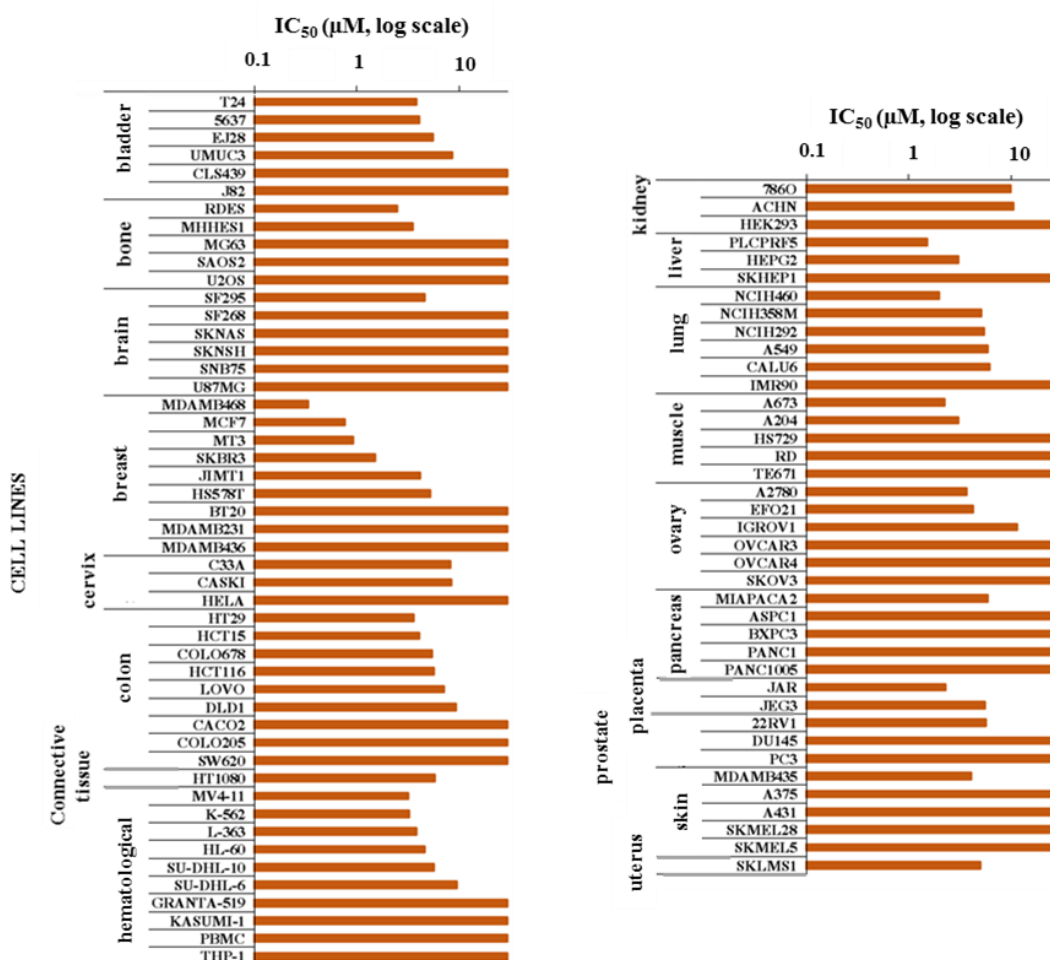 IC50 (μM, log scale)
0.1 1 10
bladder
T24
5637
EJ28
UMUC3
CLS439
J82
bone
RDES
MHHES1
MG63
SAOS2
U2OS
brain
SF295
SF268
SKNAS
SKNSH
SNB75
U87MG
breast
MDAMB468
MCF7
MT3
SKBR3
JIMT1
HS578T
BT20
MDAMB231
MDAMB436
cervix
C33A
CASKI
HELA
colon
HT29
HCT15
COLO678
HCT116
LOVO
DLD1
CACO2
COLO205
SW620
Connective
tissue
HT1080
hematological
MV4-11
K-562
L-363
HL-60
SU-DHL-10
SU-DHL-6
GRANTA-519
KASUMI-1
PBMC
THP-1
CELL LINES
IC50 (μM, log scale)
0.1 1 10
kidney
786O
ACHN
HEK293
liver
PLCPRF5
HEPG2
SKHEP1
lung
NCIH460
NCIH358M
NCIH292
A549
CALU6
IMR90
muscle
A673
A204
HS729
RD
TE671
ovary
A2780
EFO21
IGROV1
OVCAR3
OVCAR4
SKOV3
pancreas
MIAPACA2
ASPC1
BXPC3
PANC1
PANC1005
placenta
JAR
JEG3
prostate
22RV1
DU145
PC3
skin
MDAMB435
A375
A431
SKMEL28
SKMEL5
uterus
SKLMS1